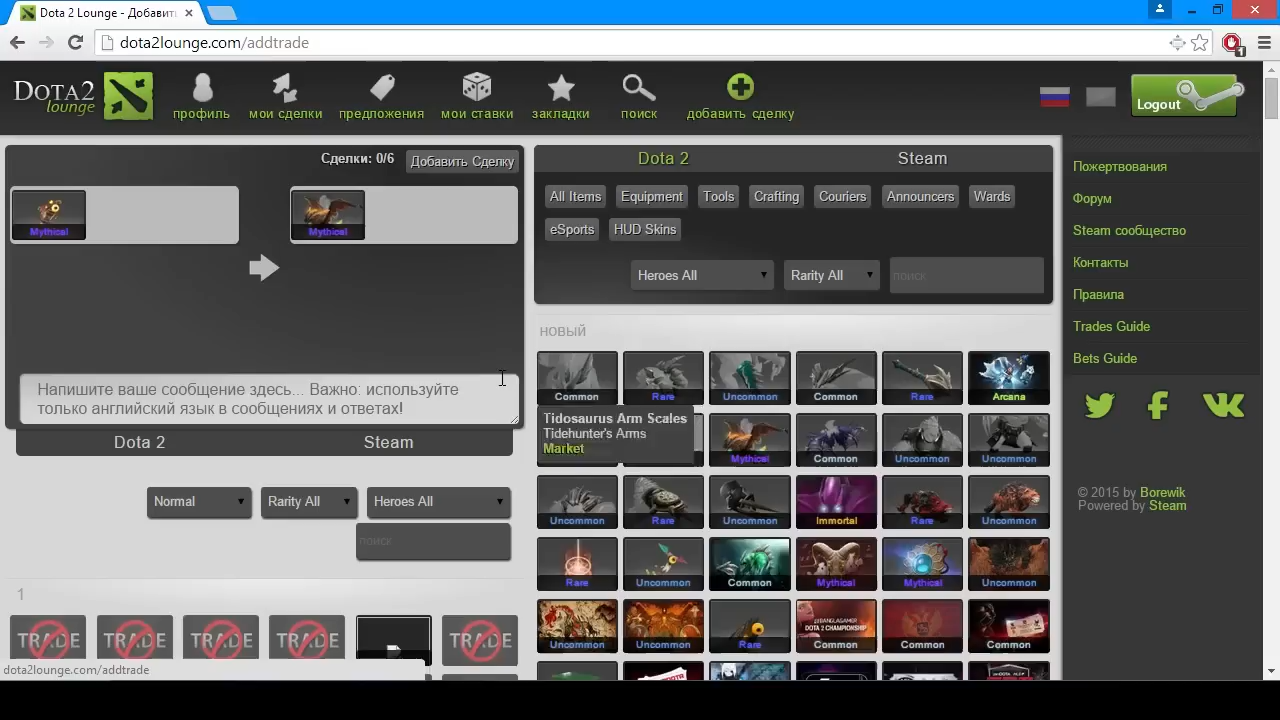 Dota 2 Lounge - Добавить
dota2lounge.com/addtrade
1
DOTA2
lounge
профиль
мои сделки
предложения
мои ставки
закладки
поиск
добавить сделку
Logout
Сделки: 0/6
Добавить Сделку
Mythical
Mythical
Напишите ваше сообщение здесь... Важно: используйте
только английский язык в сообщениях и ответах!
Dota 2
Steam
Normal
Rarity All
Heroes All
поиск
1
TRADE
TRADE
TRADE
TRADE
TRADE
dota2lounge.com/addtrade
Dota 2
Steam
All Items
Equipment
Tools
Crafting
Couriers
Announcers
Wards
eSports
HUD Skins
Heroes All
Rarity All
поиск
новый
Common
Rare
Uncommon
Common
Rare
Arcana
Tidosaurus Arm Scales
Tidehunter's Arms
Market
Mythical
Common
Uncommon
Uncommon
Uncommon
Rare
Uncommon
Immortal
Rare
Uncommon
Rare
Uncommon
Common
Mythical
Mythical
Uncommon
Uncommon
Uncommon
Rare
Common
Common
Common
Пожертвования
Форум
Steam сообщество
Контакты
Правила
Trades Guide
Bets Guide
© 2015 by Borewik
Powered by Steam